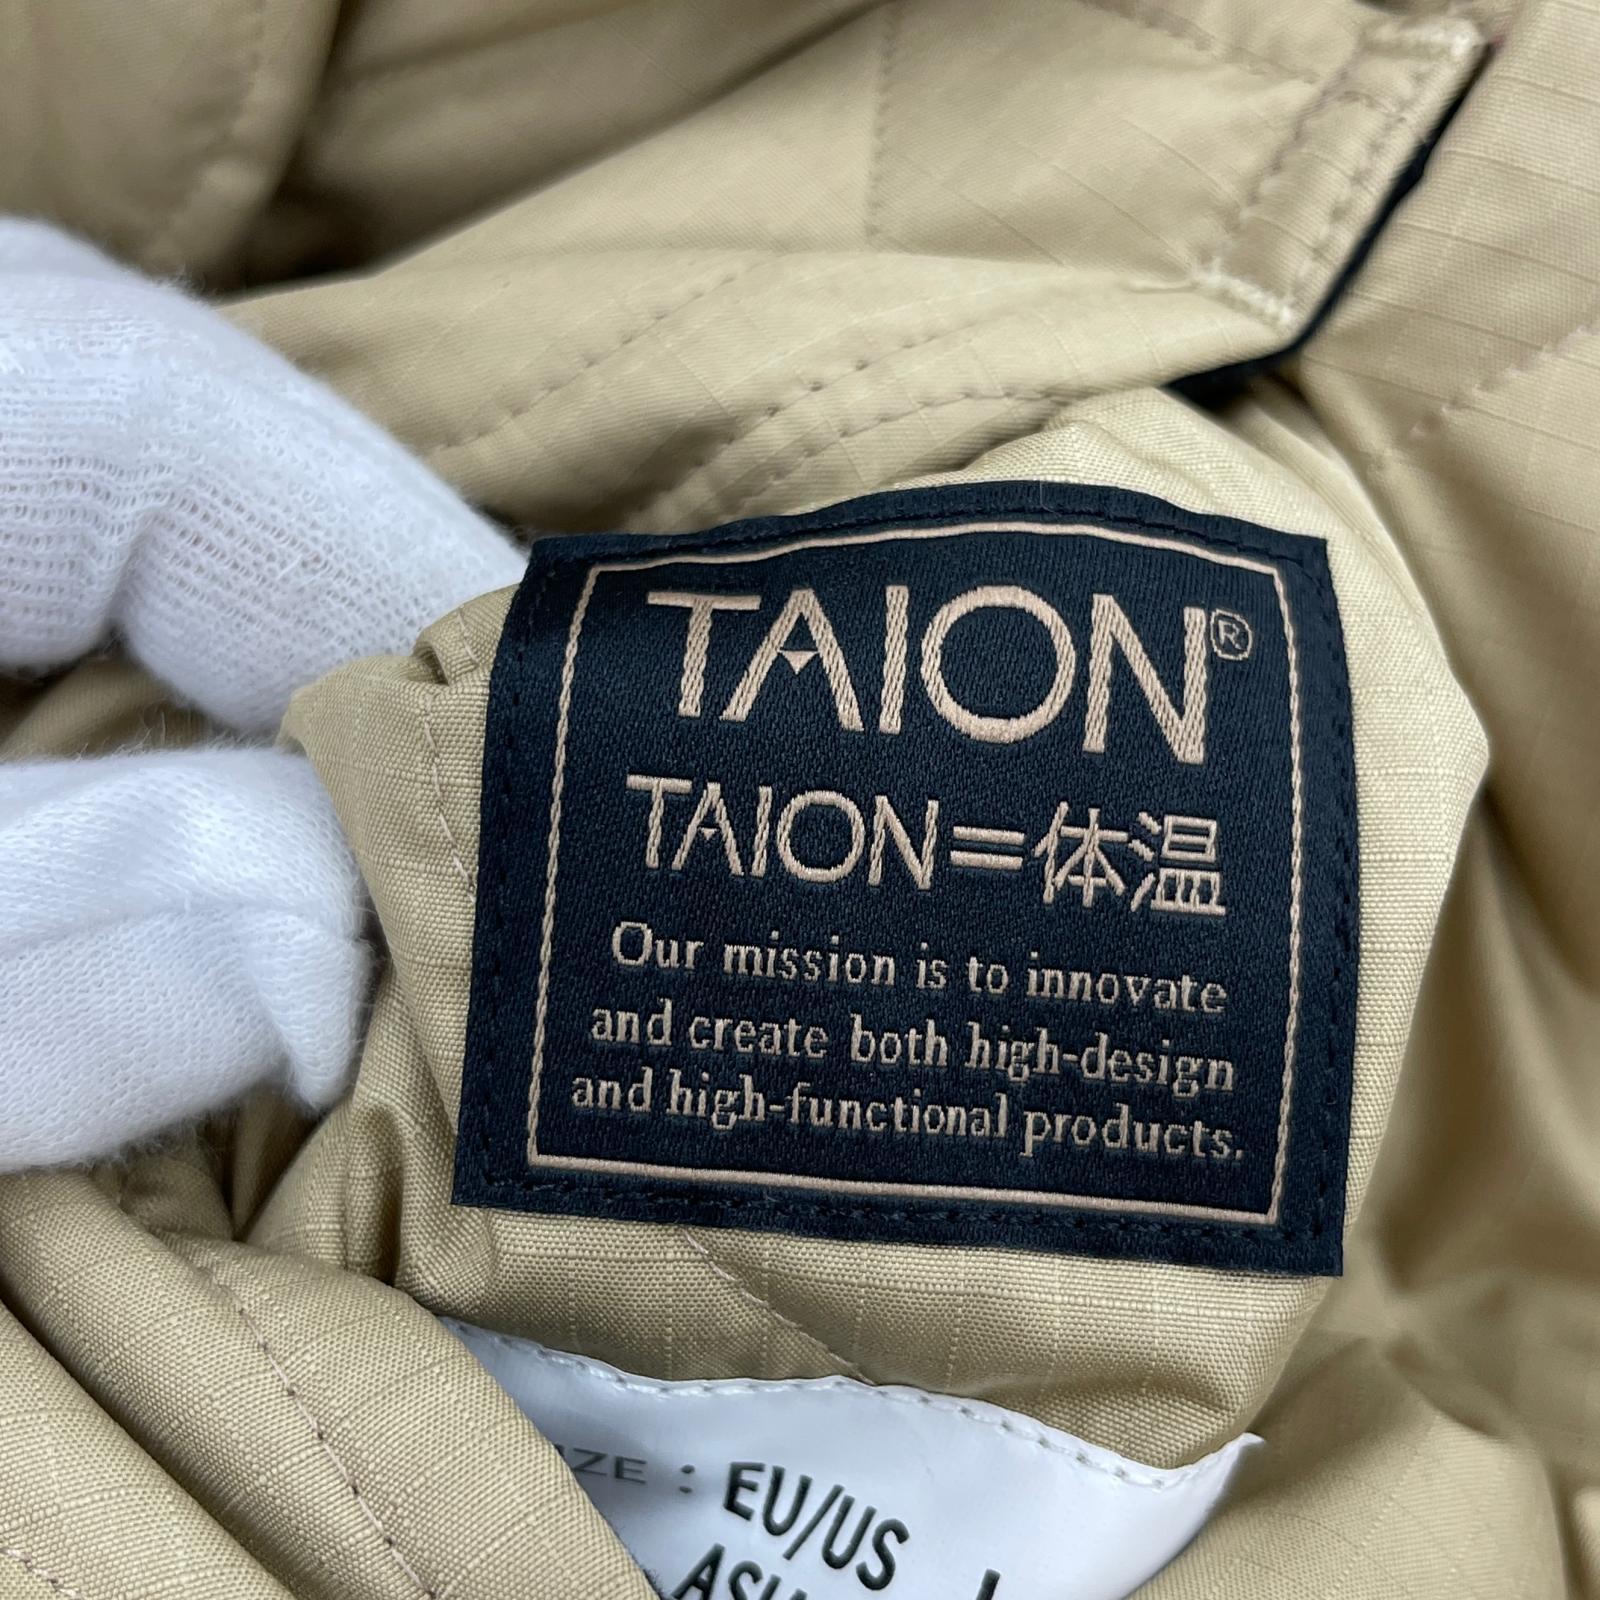 TAION®
TAION=体温
Our mission is to innovate
and create both high-design
and high-functional products.
: EU/US